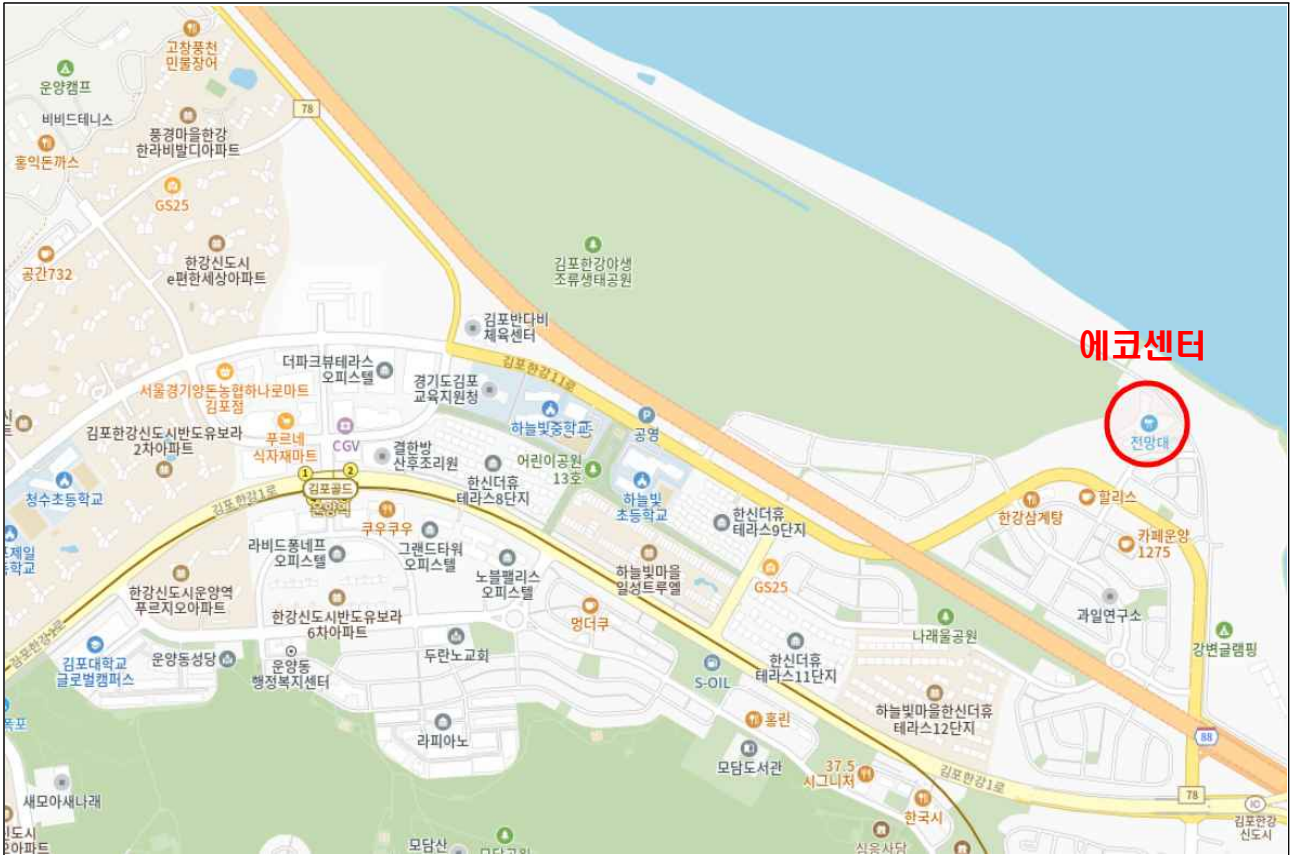 고창풍천
민물장어
운양캠프
78
비비드테니스
풍경마을한강
한라비발디아파트
홍익돈까스
GS25
한강신도시
e편한세상아파트
공간732
김포한강야생
조류생태공원
김포반다비
체육센터
에코센터
전망대
더파크뷰테라스
오피스텔
경기도김포
교육지원청
김포한강11로
서울경기양돈농협하나로마트
김포점
하늘빛중학교
공영
김포한강신도시반도유보라
2차아파트
푸르네
식자재마트
CGV
결한방
산후조리원
어린이공원
13호
한신더휴
테라스8단지
하늘빛
초등학교
청수초등학교
김포한강1로
1
2
김포골드
운양역
쿠우쿠우
그랜드타워
오피스텔
라비드퐁네프
오피스텔
노블팰리스
오피스텔
한신더휴
테라스9단지
한강삼계탕
할리스
카페운양
1275
하늘빛마을
일성트루엘
GS25
한강신도시운양역
푸르지오아파트
한강신도시반도유보라
6차아파트
멍더쿠
과일연구소
나래울공원
강변글램핑
김포한강1로
김포대학교
글로벌캠퍼스
운양동성당
운양동
행정복지센터
두란노교회
S-OIL
한신더휴
테라스11단지
하늘빛마을한신더휴
테라스12단지
라피아노
홍린
88
모담도서관
37.5
시그니처
김포한강1로
78
IC
김포한강
신도시
한국시
새모아새나래
모담산
모담공원
심응사당